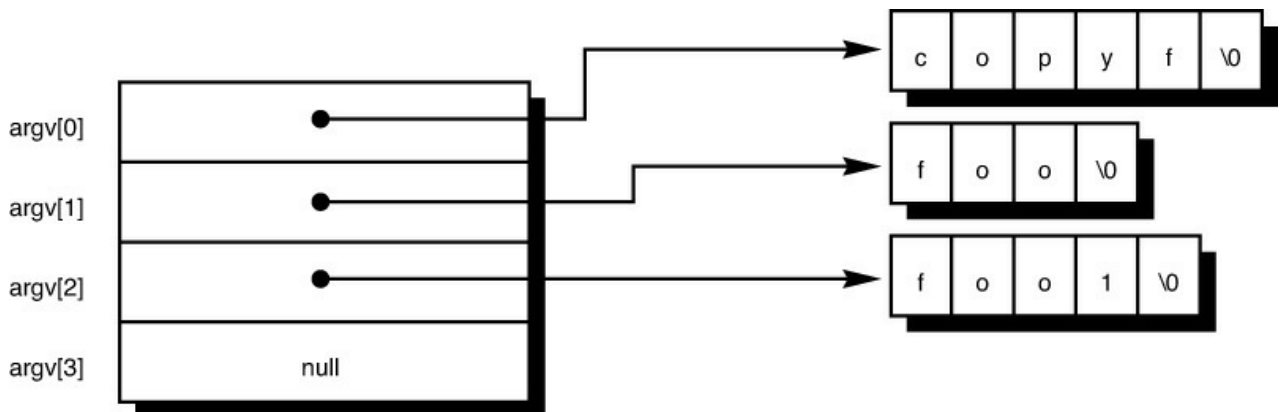 c o p y f \0
argv[0]
argv[1]
f o o \0
argv[2]
f o o 1 \0
argv[3]
null